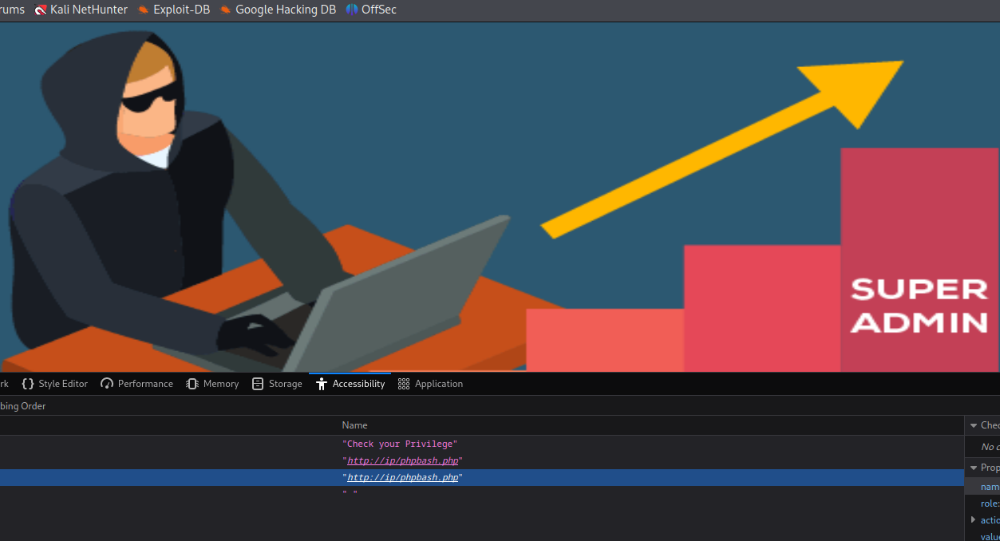 rums Kali NetHunter Exploit-DB Google Hacking DB OffSec
SUPER
ADMIN
rk {} Style Editor Performance Memory Storage Accessibility Application
bing Order
Name
Chec
"Check your Privilege"
No c
"http://ip/phpbash.php"
Prop
"http://ip/phpbash.php"
nam
" "
role:
actio
value